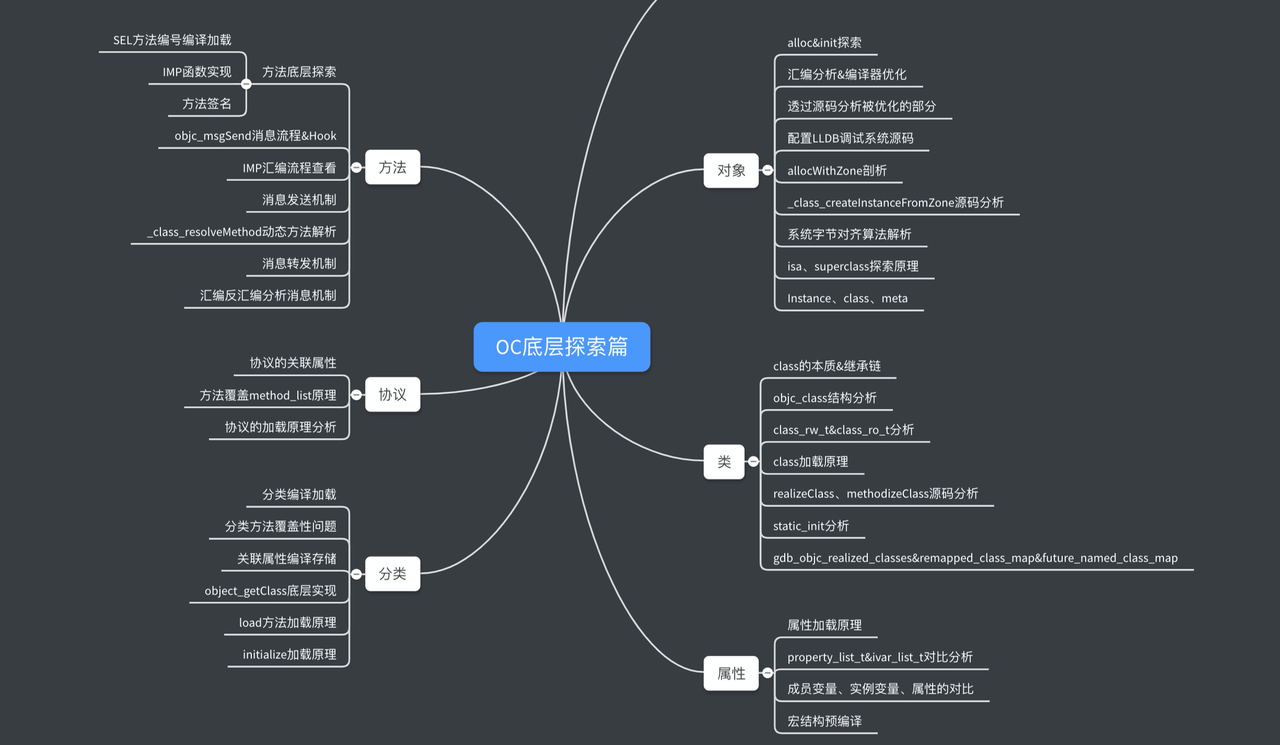 OC底层探索篇
方法
方法底层探索
SEL方法编号编译加载
IMP函数实现
方法签名
objc_msgSend消息流程&Hook
IMP汇编流程查看
消息发送机制
_class_resolveMethod动态方法解析
消息转发机制
汇编反汇编分析消息机制
协议
协议的关联属性
方法覆盖method_list原理
协议的加载原理分析
分类
分类编译加载
分类方法覆盖性问题
关联属性编译存储
object_getClass底层实现
load方法加载原理
initialize加载原理
对象
alloc&init探索
汇编分析&编译器优化
透过源码分析被优化的部分
配置LLDB调试系统源码
allocWithZone剖析
_class_createInstanceFromZone源码分析
系统字节对齐算法解析
isa、superclass探索原理
Instance、class、meta
类
class的本质&继承链
objc_class结构分析
class_rw_t&class_ro_t分析
class加载原理
realizeClass、methodizeClass源码分析
static_init分析
gdb_objc_realized_classes&remapped_class_map&future_named_class_map
属性
属性加载原理
property_list_t&ivar_list_t对比分析
成员变量、实例变量、属性的对比
宏结构预编译